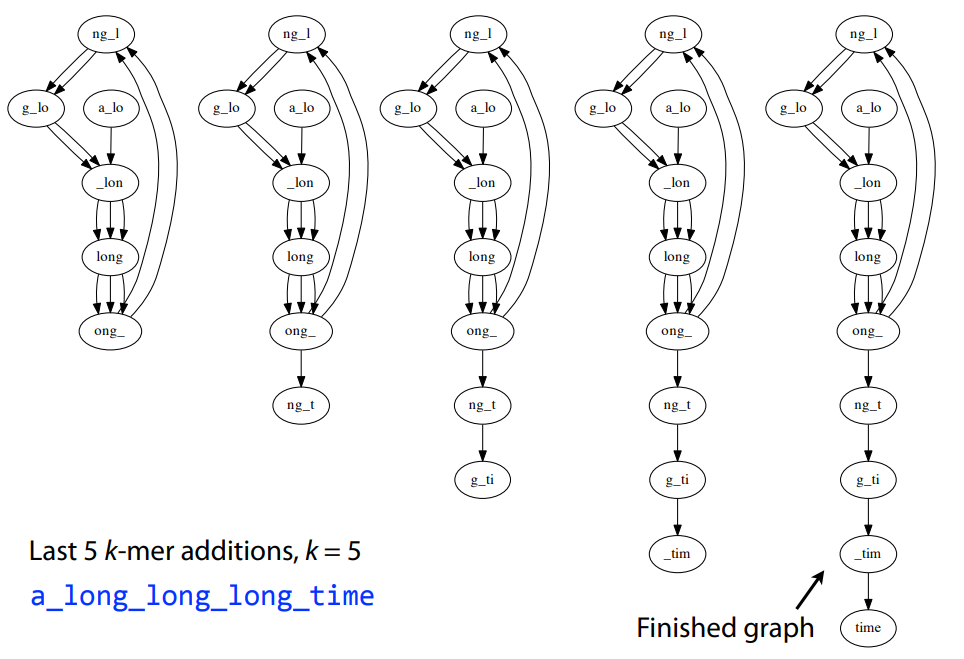 ng_l ng_l ng_l ng_l ng_l
g_lo a_lo g_lo a_lo g_lo a_lo g_lo a_lo g_lo a_lo
_lon _lon _lon _lon _lon
long long long long long
ong_ ong_ ong_ ong_ ong_
ng_t ng_t ng_t ng_t
g_ti g_ti g_ti
_tim _tim
time
Last 5 k-mer additions, k = 5
a_long_long_long_time
Finished graph